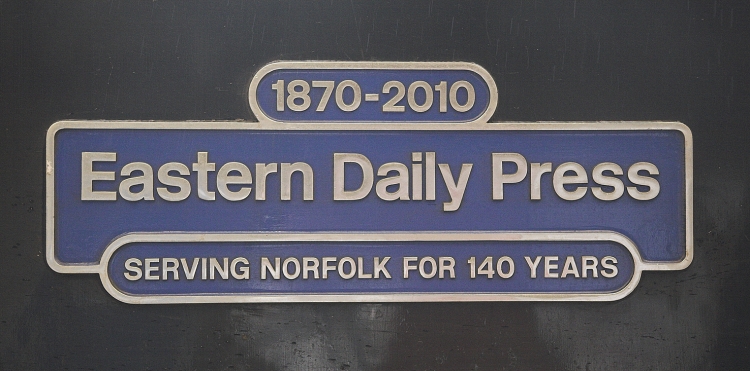 1870-2010
Eastern Daily Press
SERVING NORFOLK FOR 140 YEARS